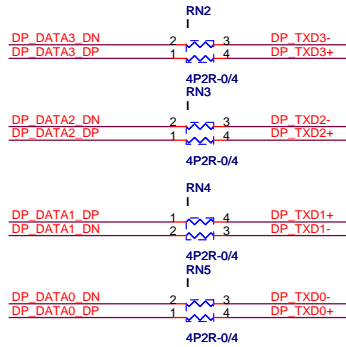 RN2
I
DP_DATA3_DN 2 3 DP_TXD3-
DP_DATA3_DP 1 4 DP_TXD3+
4P2R-0/4
RN3
I
DP_DATA2_DN 2 3 DP_TXD2-
DP_DATA2_DP 1 4 DP_TXD2+
4P2R-0/4
RN4
I
DP_DATA1_DP 1 4 DP_TXD1+
DP_DATA1_DN 2 3 DP_TXD1-
4P2R-0/4
RN5
I
DP_DATA0_DN 2 3 DP_TXD0-
DP_DATA0_DP 1 4 DP_TXD0+
4P2R-0/4